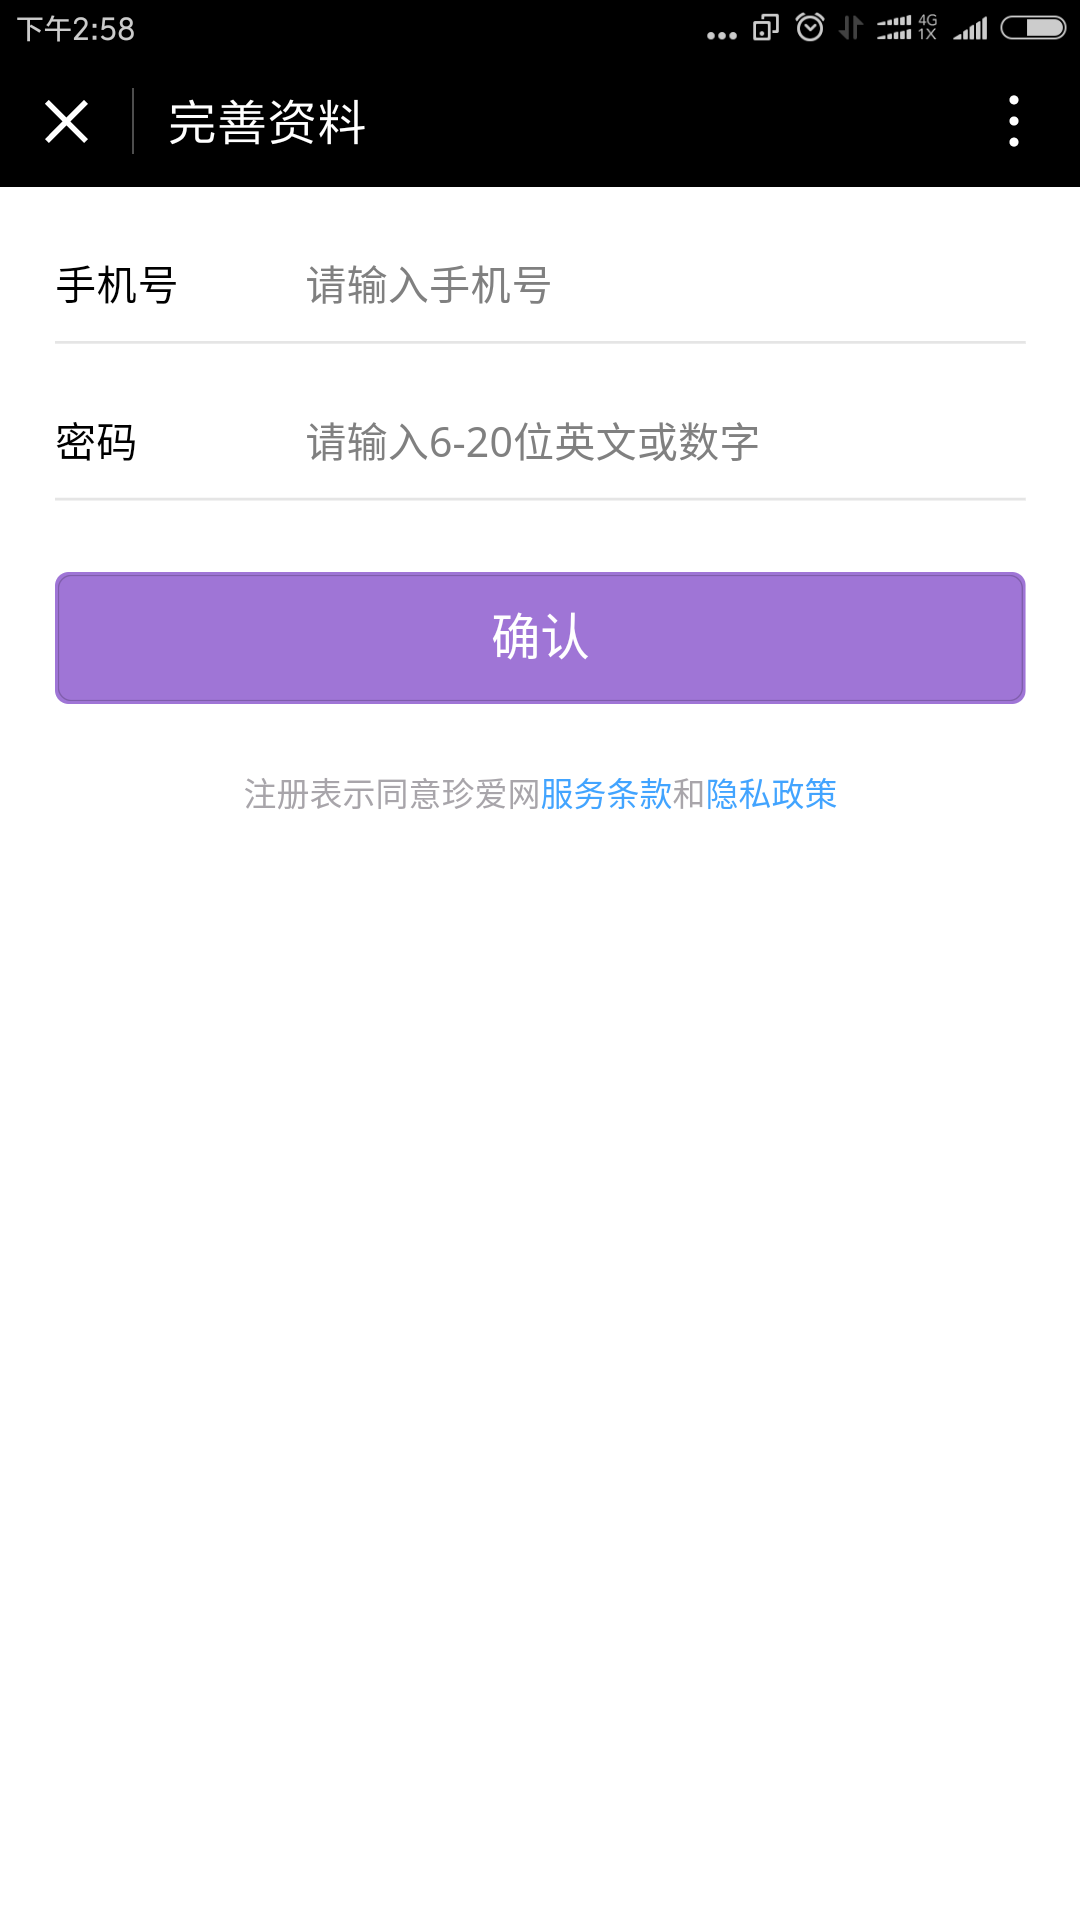 下午2:58
4G
1X
完善资料
手机号 请输入手机号
密码 请输入6-20位英文或数字
确认
注册表示同意珍爱网服务条款和隐私政策